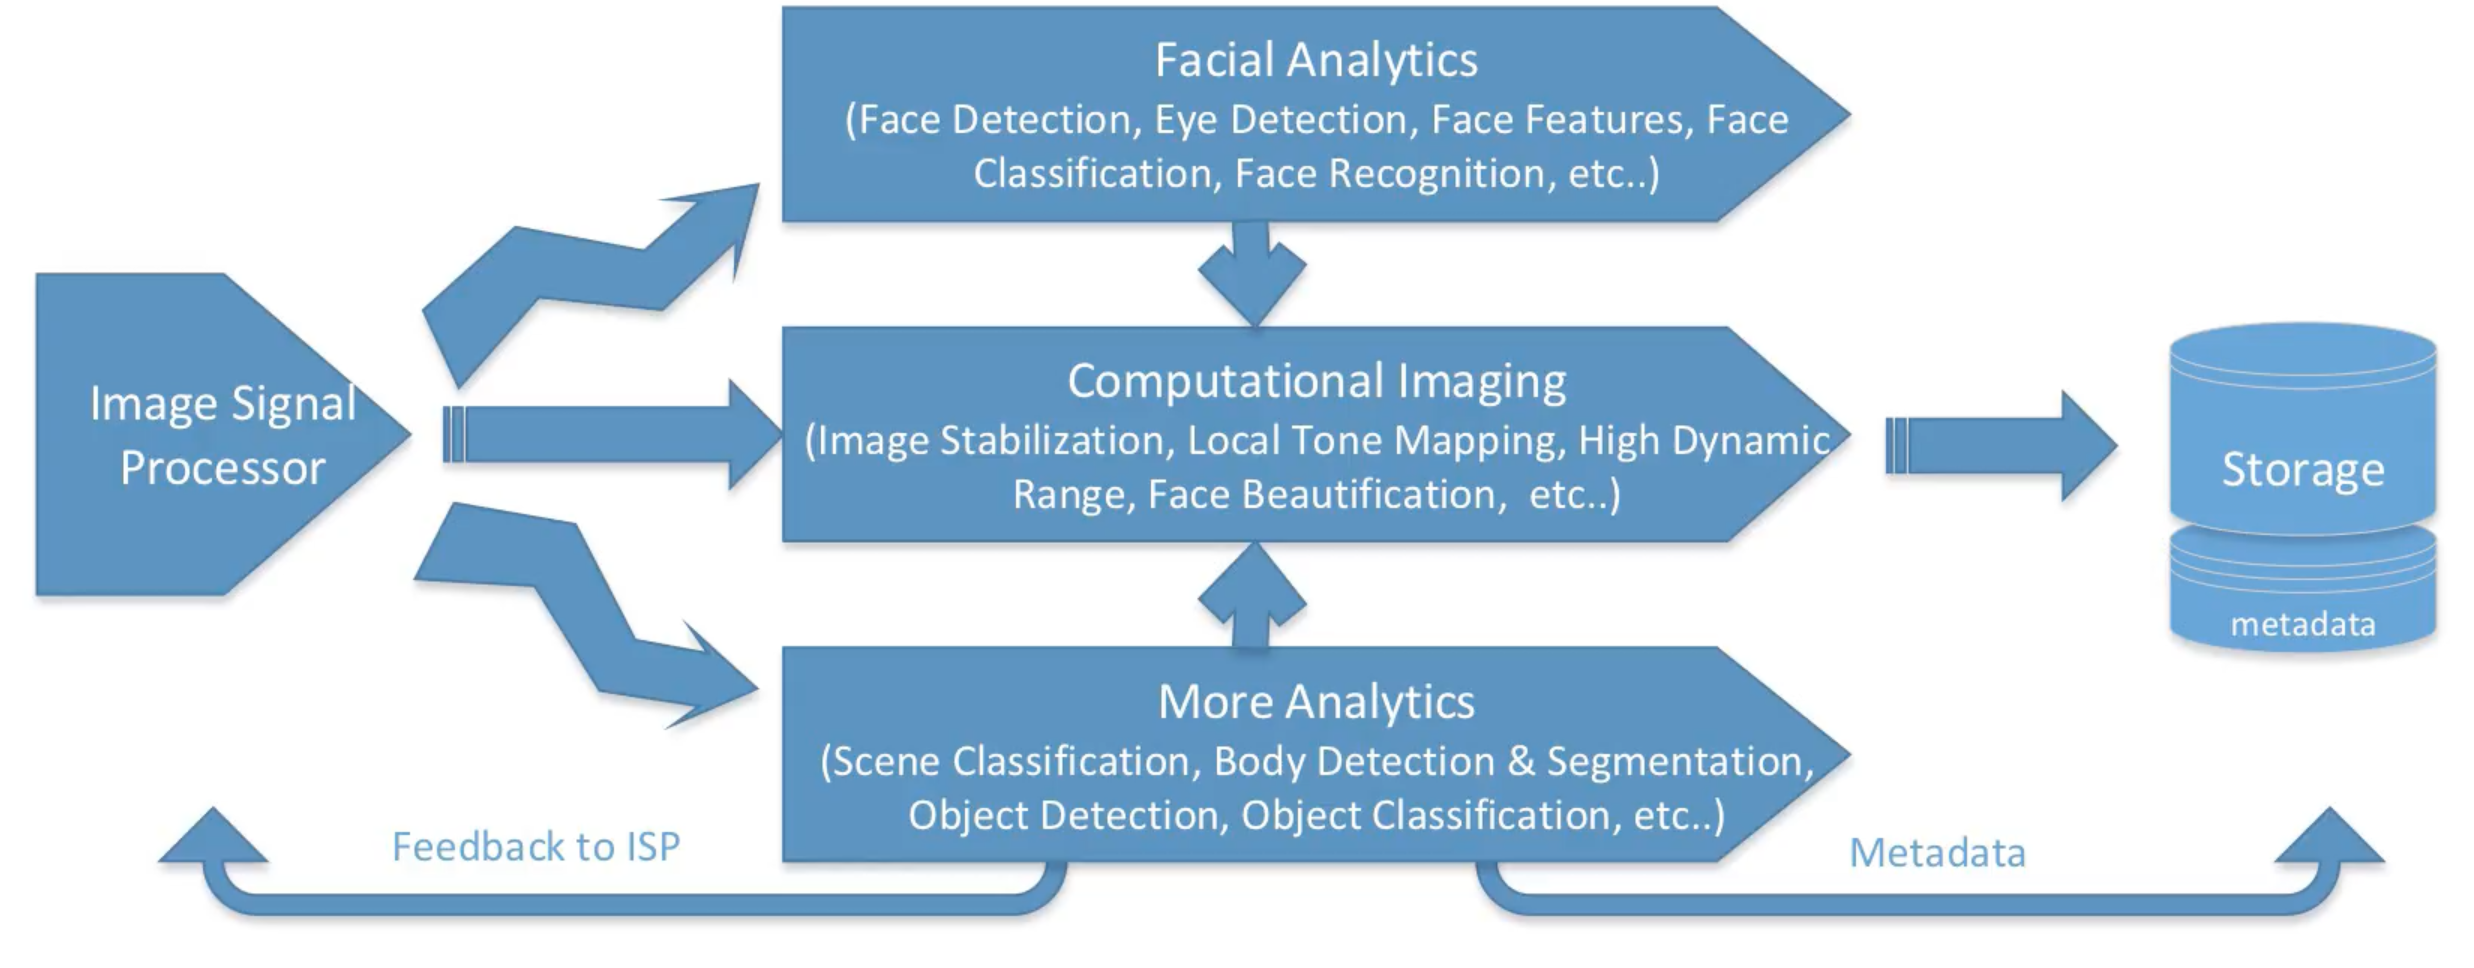 Facial Analytics
(Face Detection, Eye Detection, Face Features, Face
Classification, Face Recognition, etc..)
Image Signal
Processor
Computational Imaging
(Image Stabilization, Local Tone Mapping, High Dynamic
Range, Face Beautification,  etc..)
Storage
metadata
More Analytics
(Scene Classification, Body Detection & Segmentation,
Object Detection, Object Classification, etc..)
Feedback to ISP
Metadata